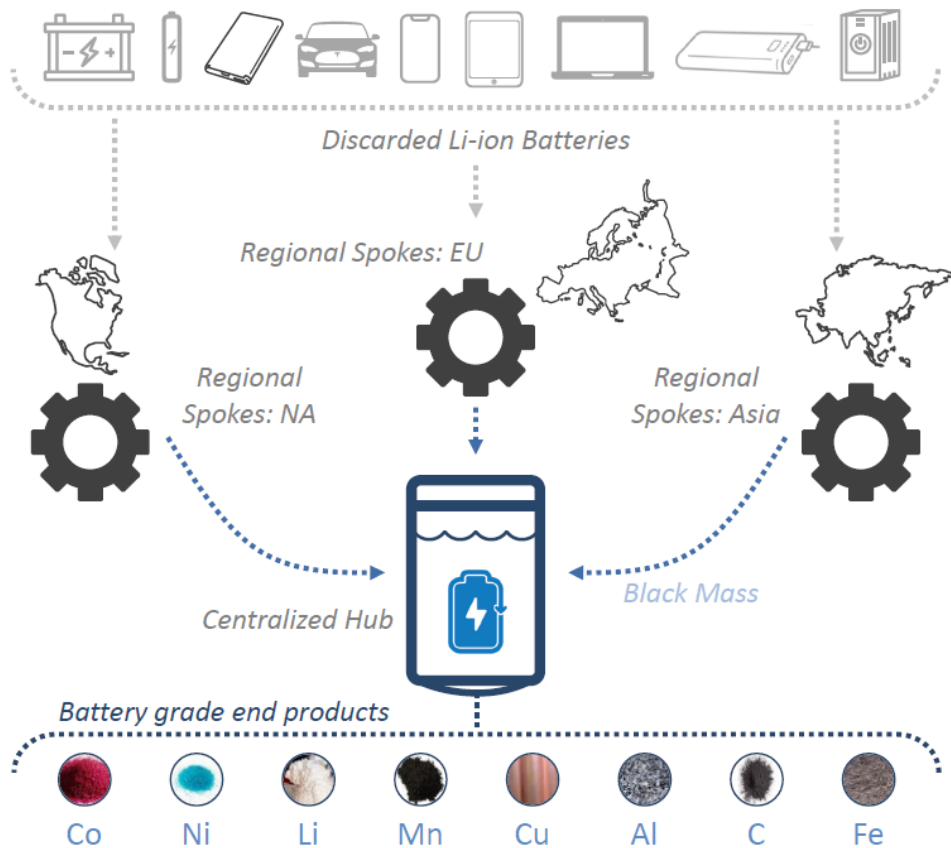 Discarded Li-ion Batteries
Regional Spokes: EU
Regional
Spokes: NA
Regional
Spokes: Asia
Black Mass
Centralized Hub
Battery grade end products
Co Ni Li Mn Cu Al C Fe